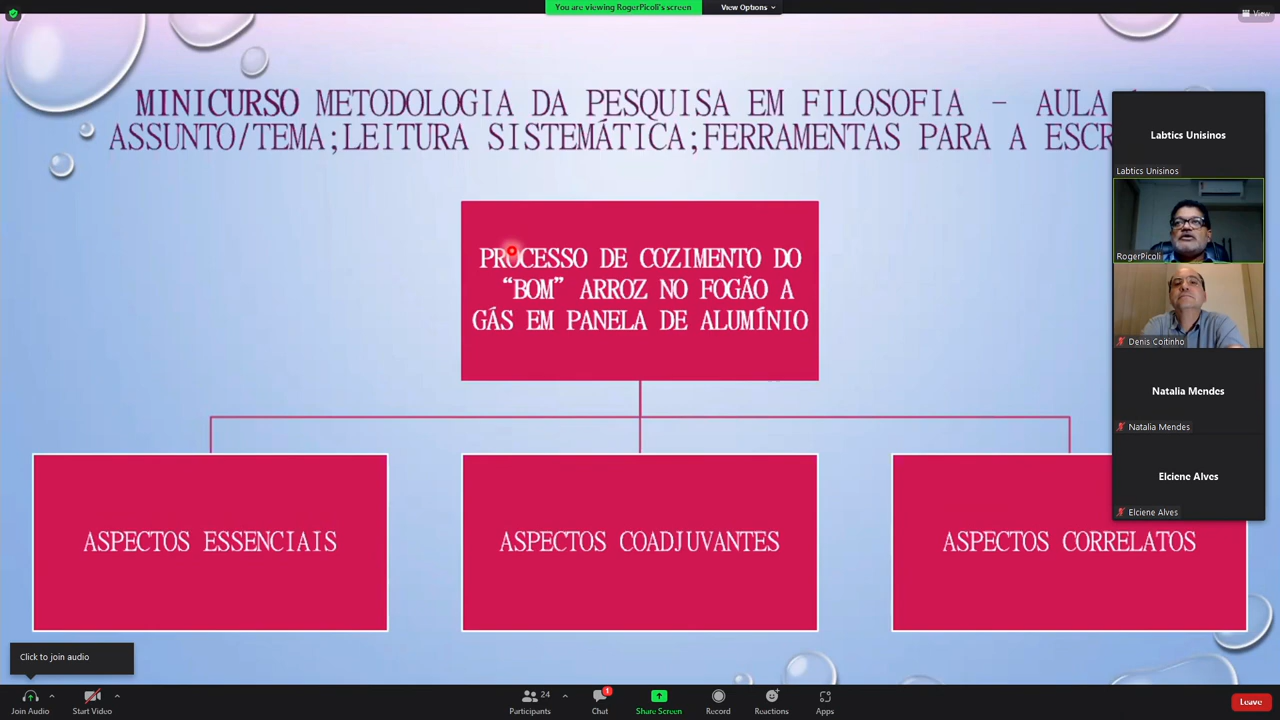 You are viewing RogerPicoli's screen
View Options
View
MINICURSO METODOLOGIA DA PESQUISA EM FILOSOFIA - AULA
ASSUNTO/TEMA;LEITURA SISTEMÁTICA;FERRAMENTAS PARA A
PROCESSO DE COZIMENTO DO
“BOM” ARROZ NO FOGÃO A
GÁS EM PANELA DE ALUMÍNIO
ASPECTOS ESSENCIAIS
ASPECTOS COADJUVANTES
ASPECTOS CORRELATOS
Labtics Unisinos
Labtics Unisinos
RogerPicoli
Denis Coitinho
Natalia Mendes
Natalia Mendes
Elciene Alves
Elciene Alves
Click to join audio
Join Audio
Start Video
24
Participants
1
Chat
Share Screen
Record
Reactions
Apps
Leave